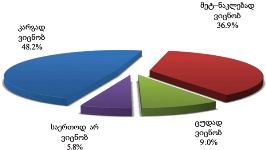 კარგად
ვიცნობ
48.2%
მეტ-ნაკლებად
ვიცნობ
36.9%
საერთოდ არ
ვიცნობ
5.8%
ცუდად
ვიცნობ
9.0%